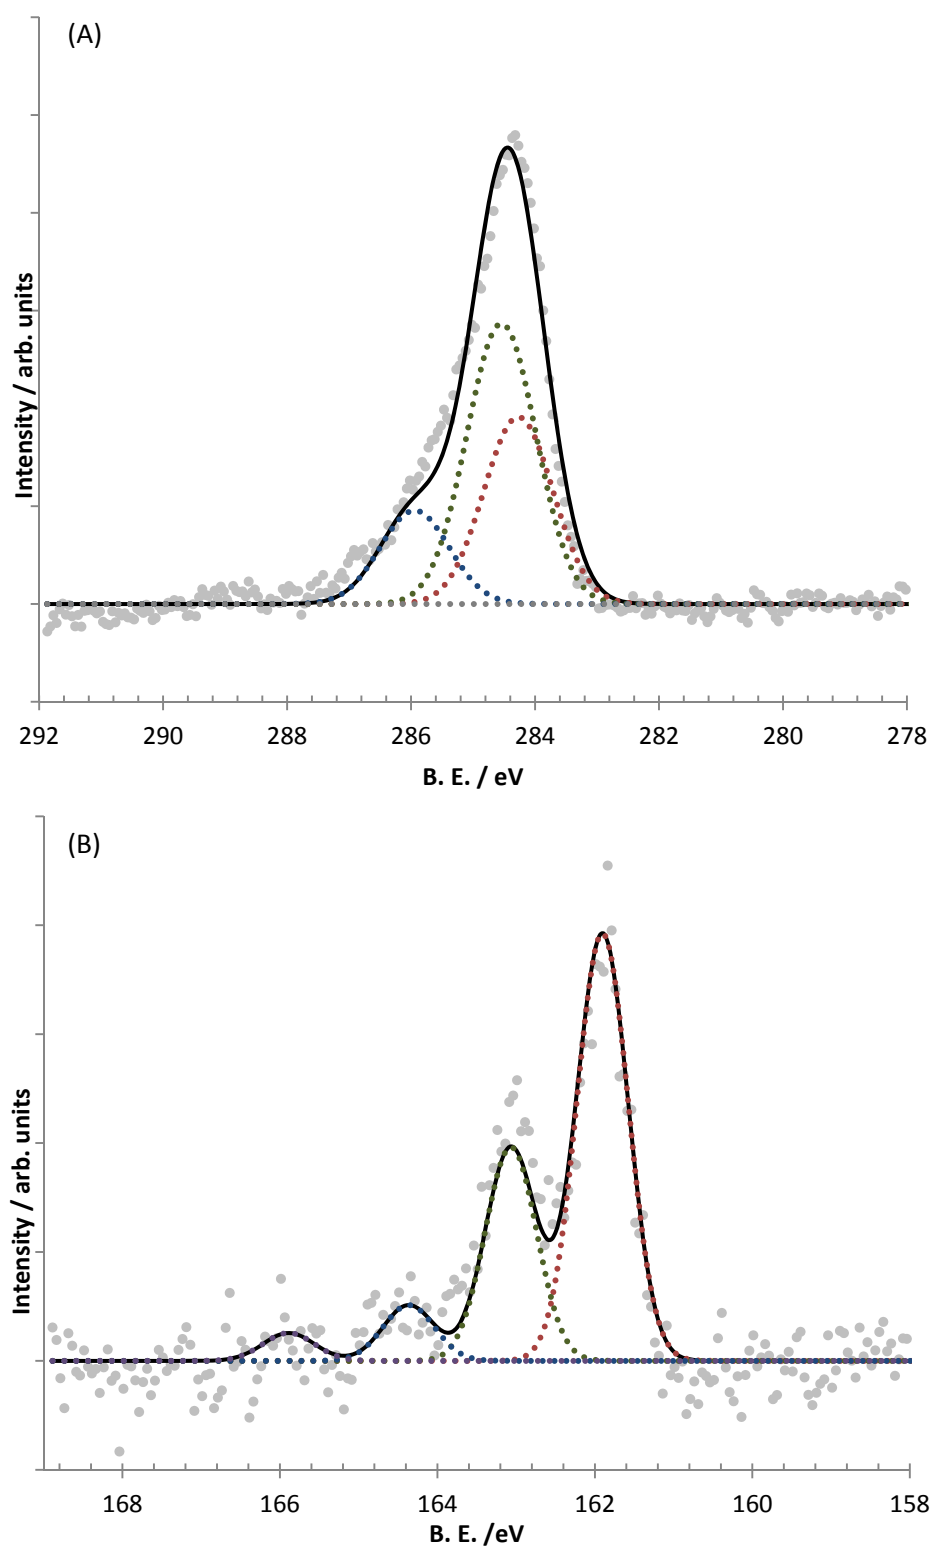 (A)
Intensity / arb. units
292 290 288 286 284 282 280 278
B. E. / eV
(B)
Intensity / arb. units
168 166 164 162 160 158
B. E. /eV